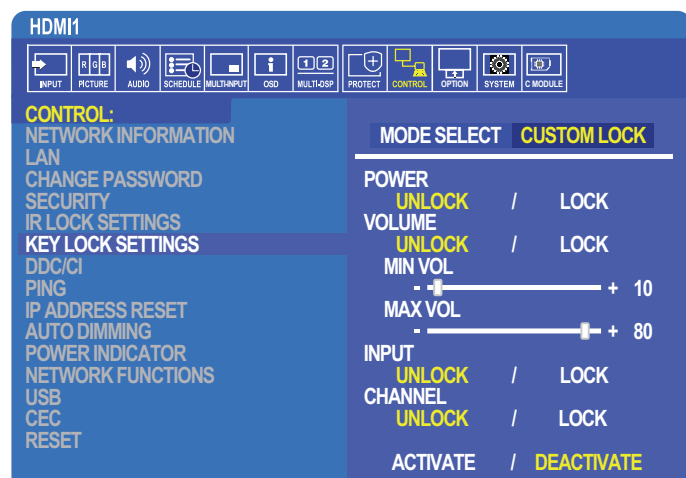 HDMI1
INPUT RGB PICTURE AUDIO SCHEDULE MULTI-INPUT OSD 1 2 MULTI-DSP PROTECT CONTROL OPTION SYSTEM C MODULE
CONTROL:
NETWORK INFORMATION
LAN
CHANGE PASSWORD
SECURITY
IR LOCK SETTINGS
KEY LOCK SETTINGS
DDC/CI
PING
IP ADDRESS RESET
AUTO DIMMING
POWER INDICATOR
NETWORK FUNCTIONS
USB
CEC
RESET
MODE SELECT CUSTOM LOCK
POWER
UNLOCK / LOCK
VOLUME
UNLOCK / LOCK
MIN VOL
- + 10
MAX VOL
- + 80
INPUT
UNLOCK / LOCK
CHANNEL
UNLOCK / LOCK
ACTIVATE / DEACTIVATE